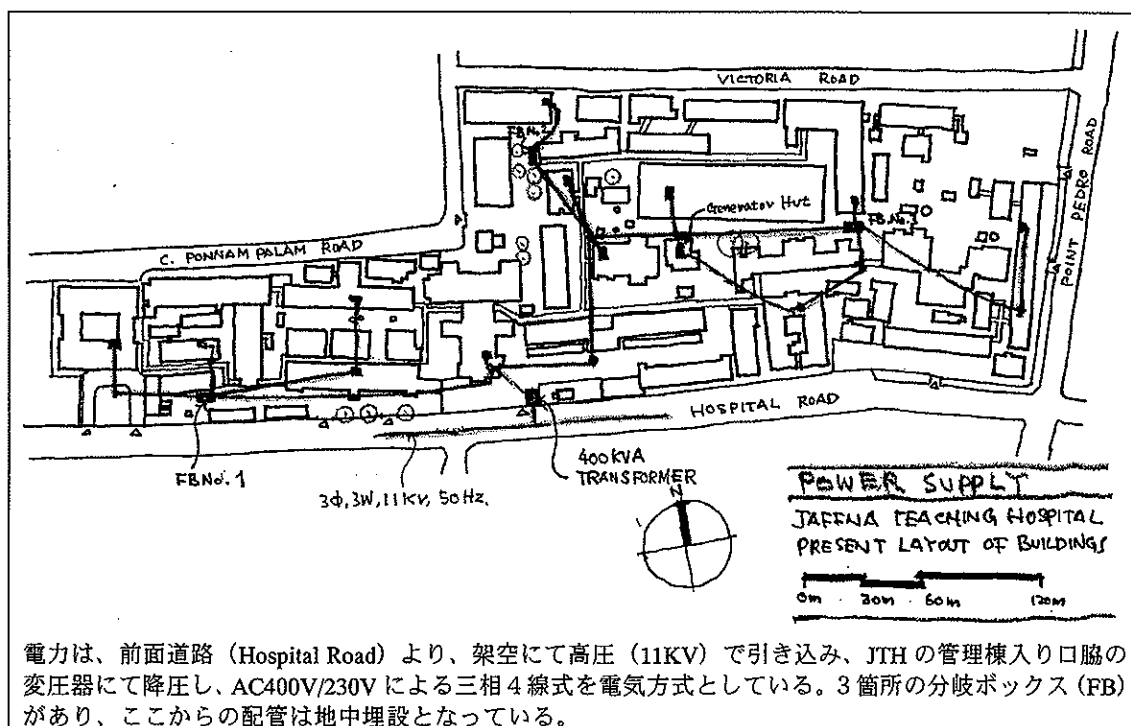 VICTORIA ROAD
POINT PEDRO ROAD
FB No. 2
Generator Hut
FB. No. 3
C. PONNAMPALAM ROAD
HOSPITAL ROAD
FB No. 1
400KVA
TRANSFORMER
3Φ, 3W, 11KV, 50Hz.
N
POWER SUPPLY
JAFFNA TEACHING HOSPITAL
PRESENT LAYOUT OF BUILDINGS
0m 30m 60m 120m
電力は、前面道路（Hospital Road）より、架空にて高圧（11KV）で引き込み、JTH の管理棟入り口脇の
変圧器にて降圧し、AC400V/230V による三相４線式を電気方式としている。３箇所の分岐ボックス（FB）
があり、ここからの配管は地中埋設となっている。